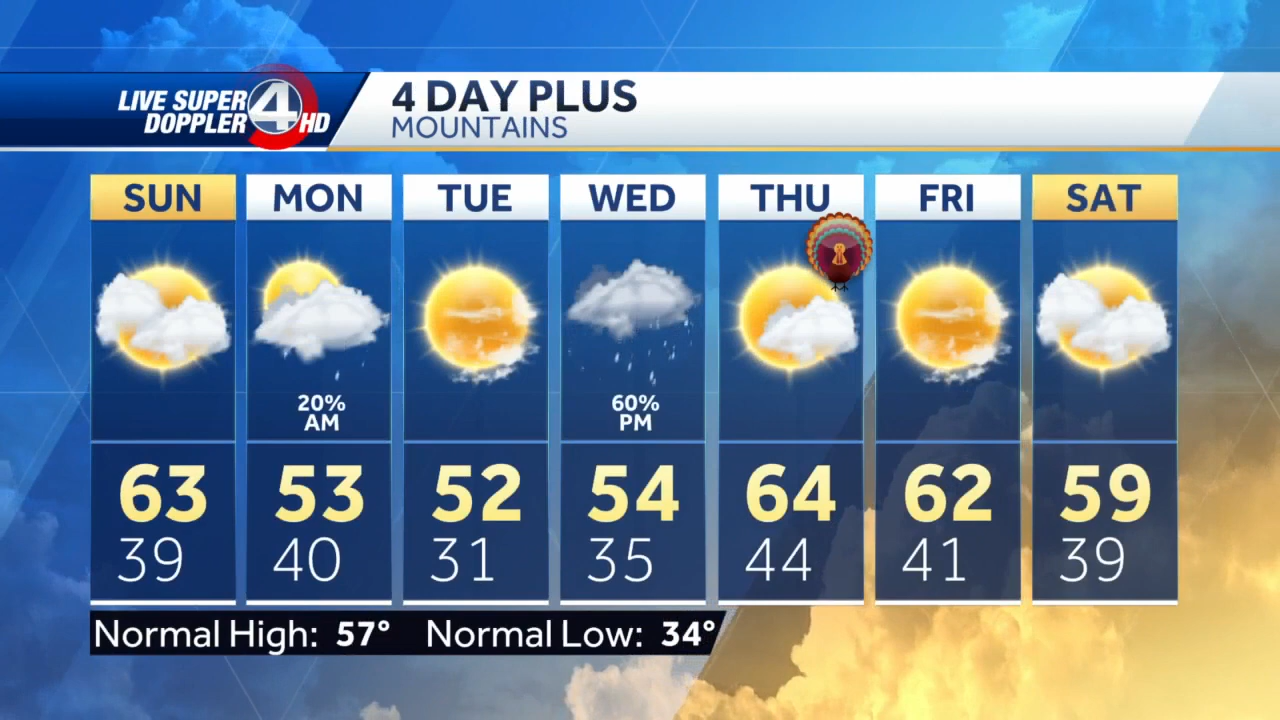 LIVE SUPER
DOPPLER 4 HD
4 DAY PLUS
MOUNTAINS
SUN MON TUE WED THU FRI SAT
20% 60%
AM PM
63 53 52 54 64 62 59
39 40 31 35 44 41 39
Normal High: 57° Normal Low: 34°